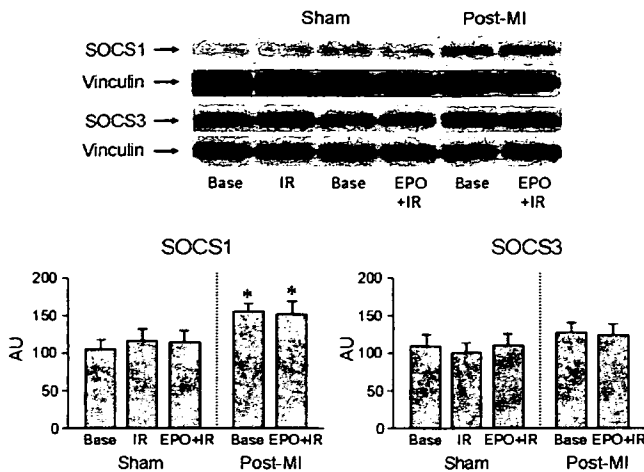 Sham Post-MI
SOCS1
Vinculin
SOCS3
Vinculin
Base IR Base EPO +IR Base EPO +IR
SOCS1
200
150
100
50
0
AU
* *
Base IR EPO+IR Base EPO+IR
Sham Post-MI
SOCS3
200
150
100
50
0
AU
Base IR EPO+IR Base EPO+IR
Sham Post-MI